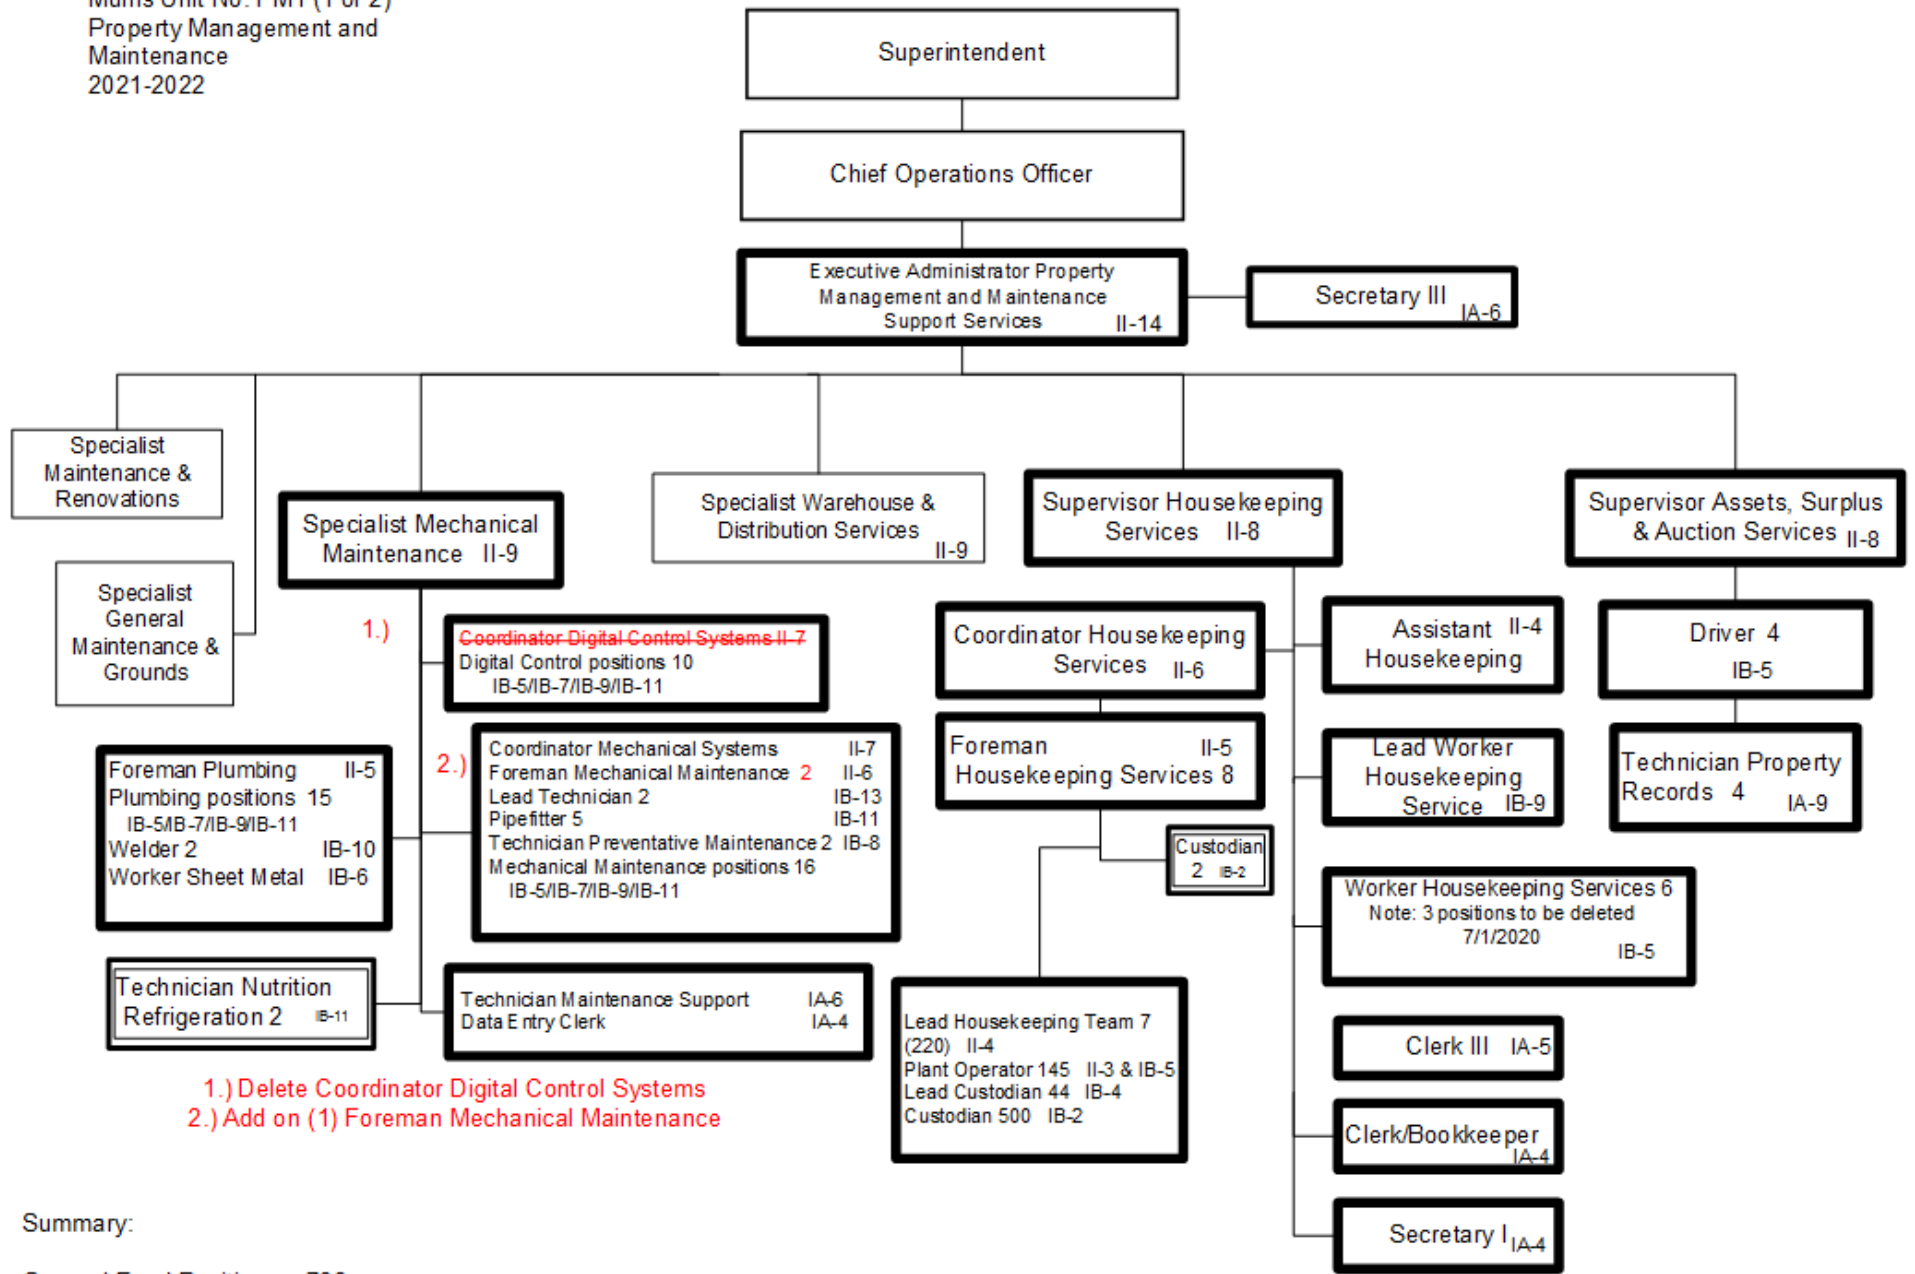 Property Management and
Maintenance
2021-2022
Superintendent
Chief Operations Officer
Executive Administrator Property
Management and Maintenance
Support Services II-14
Secretary III IA-6
Specialist
Maintenance &
Renovations
Specialist
General
Maintenance &
Grounds
Specialist Mechanical
Maintenance II-9
Specialist Warehouse &
Distribution Services
II-9
Supervisor Housekeeping
Services II-8
Supervisor Assets, Surplus
& Auction Services II-8
1.)
Coordinator Digital Control Systems II-7
Digital Control positions 10
IB-5/IB-7/IB-9/IB-11
2.)
Coordinator Mechanical Systems II-7
Foreman Mechanical Maintenance 2 II-6
Lead Technician 2 IB-13
Pipefitter 5 IB-11
Technician Preventative Maintenance 2 IB-8
Mechanical Maintenance positions 16
IB-5/IB-7/IB-9/IB-11
Foreman Plumbing II-5
Plumbing positions 15
IB-5/IB-7/IB-9/IB-11
Welder 2 IB-10
Worker Sheet Metal IB-6
Technician Nutrition
Refrigeration 2 IB-11
Technician Maintenance Support IA-6
Data Entry Clerk IA-4
1.) Delete Coordinator Digital Control Systems
2.) Add on (1) Foreman Mechanical Maintenance
Coordinator Housekeeping
Services II-6
Foreman II-5
Housekeeping Services 8
Custodian
2 IB-2
Lead Housekeeping Team 7
(220) II-4
Plant Operator 145 II-3 & IB-5
Lead Custodian 44 IB-4
Custodian 500 IB-2
Assistant II-4
Housekeeping
Lead Worker
Housekeeping
Service IB-9
Worker Housekeeping Services 6
Note: 3 positions to be deleted
7/1/2020
IB-5
Clerk III IA-5
Clerk/Bookkeeper
IA-4
Secretary I IA-4
Driver 4
IB-5
Technician Property
Records 4 IA-9
Summary: